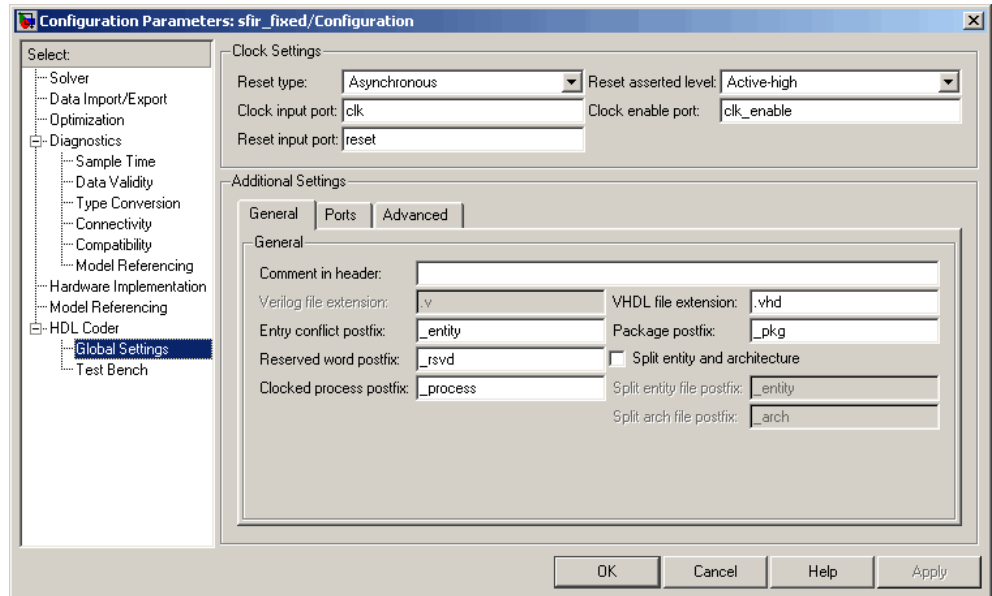 Configuration Parameters: sfir_fixed/Configuration
Select:
Solver
Data Import/Export
Optimization
Diagnostics
Sample Time
Data Validity
Type Conversion
Connectivity
Compatibility
Model Referencing
Hardware Implementation
Model Referencing
HDL Coder
Global Settings
Test Bench
Clock Settings
Reset type: Asynchronous Reset asserted level: Active-high
Clock input port: clk Clock enable port: clk_enable
Reset input port: reset
Additional Settings
General Ports Advanced
General
Comment in header:
Verilog file extension: .v VHDL file extension: .vhd
Entry conflict postfix: _entity Package postfix: _pkg
Reserved word postfix: _rsvd Split entity and architecture
Clocked process postfix: _process Split entity file postfix: _entity
Split arch file postfix: _arch
OK Cancel Help Apply